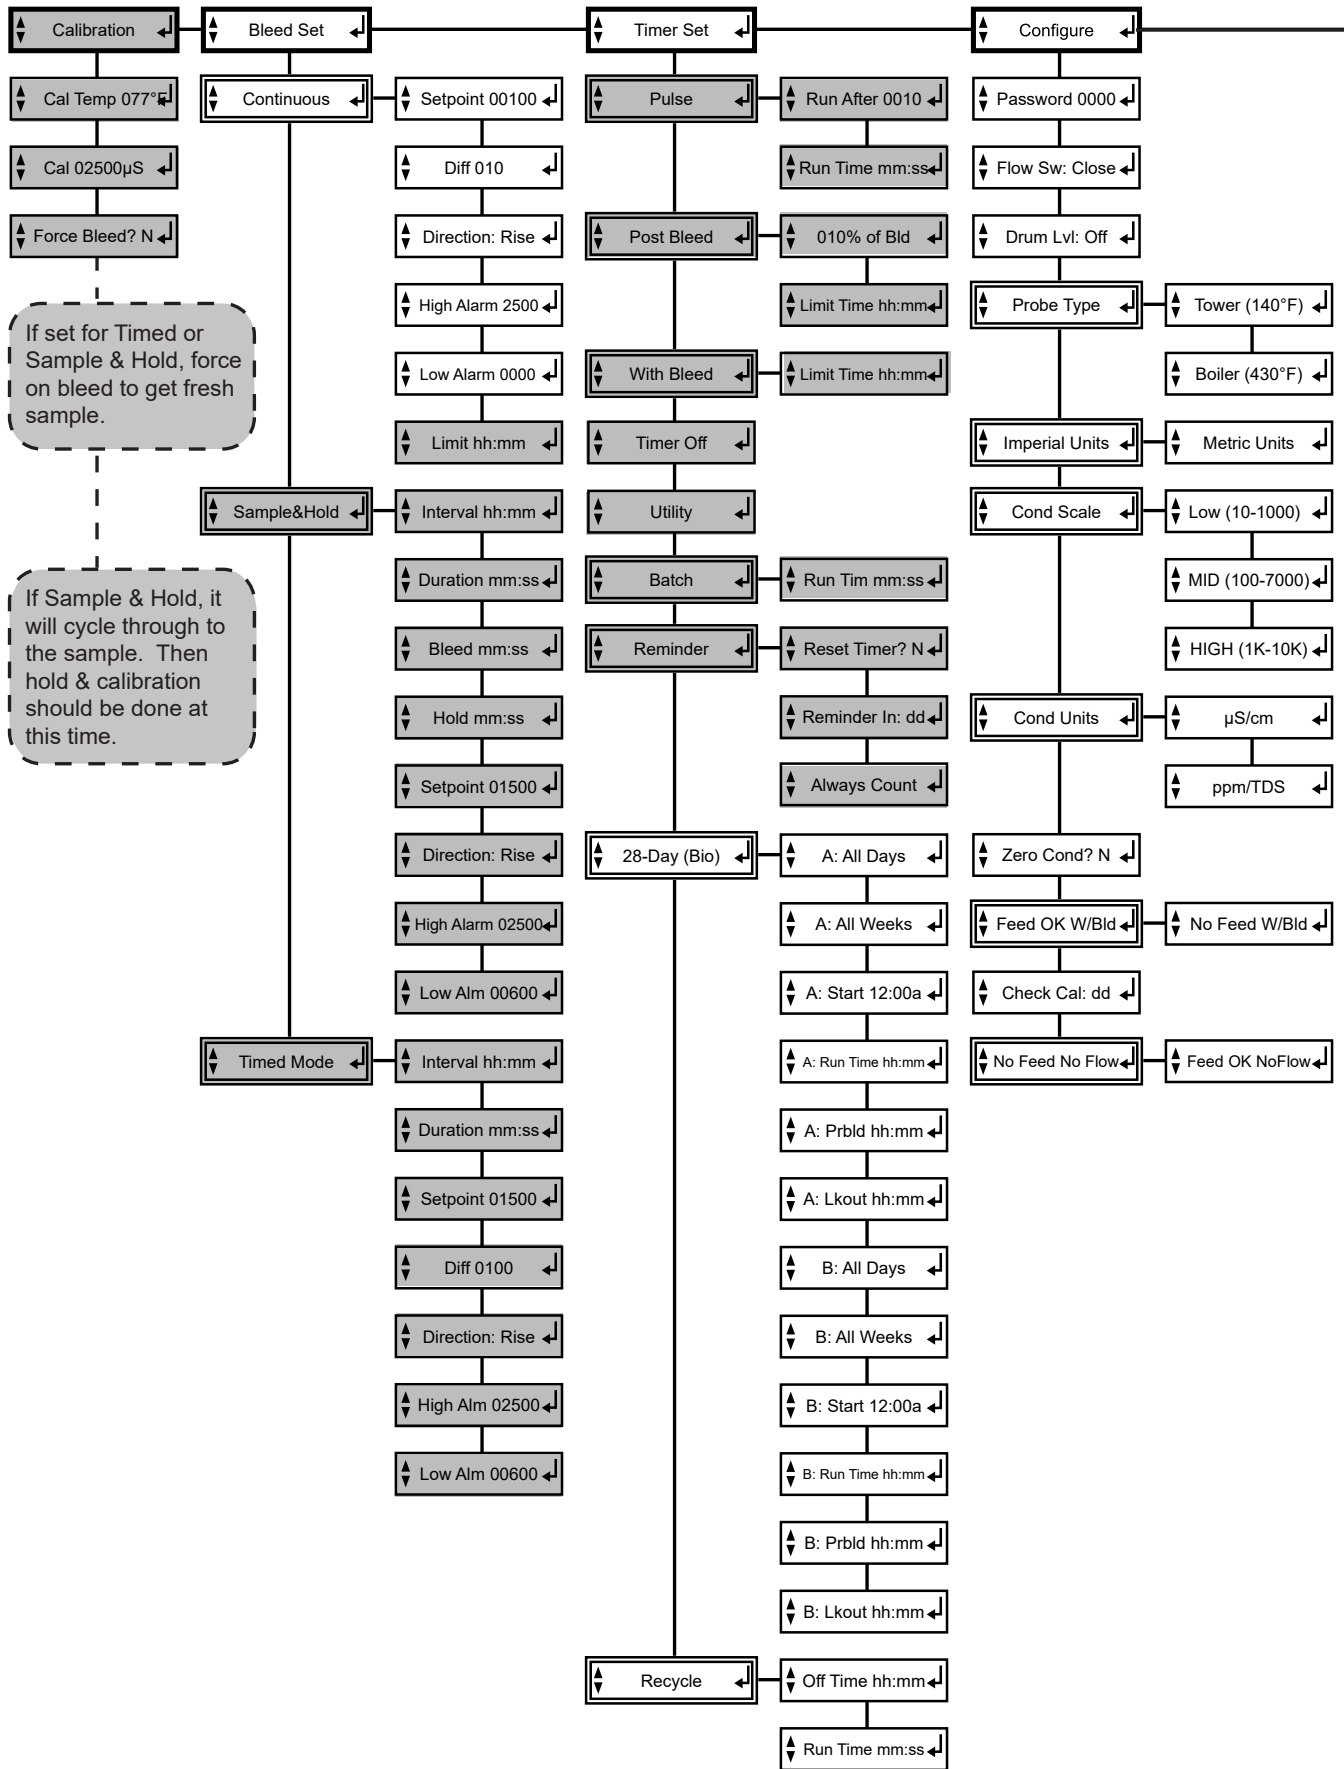 Calibration
Cal Temp 077°F
Cal 02500µS
Force Bleed? N
If set for Timed or
Sample & Hold, force
on bleed to get fresh
sample.
If Sample & Hold, it
will cycle through to
the sample.  Then
hold & calibration
should be done at
this time.
Bleed Set
Continuous
Setpoint 00100
Diff 010
Direction: Rise
High Alarm 2500
Low Alarm 0000
Limit hh:mm
Sample&Hold
Interval hh:mm
Duration mm:ss
Bleed mm:ss
Hold mm:ss
Setpoint 01500
Direction: Rise
High Alarm 02500
Low Alm 00600
Timed Mode
Interval hh:mm
Duration mm:ss
Setpoint 01500
Diff 0100
Direction: Rise
High Alm 02500
Low Alm 00600
Timer Set
Pulse
Run After 0010
Run Time mm:ss
Post Bleed
010% of Bld
Limit Time hh:mm
With Bleed
Limit Time hh:mm
Timer Off
Utility
Batch
Run Tim mm:ss
Reminder
Reset Timer? N
Reminder In: dd
Always Count
28-Day (Bio)
A: All Days
A: All Weeks
A: Start 12:00a
A: Run Time hh:mm
A: Prbld hh:mm
A: Lkout hh:mm
B: All Days
B: All Weeks
B: Start 12:00a
B: Run Time hh:mm
B: Prbld hh:mm
B: Lkout hh:mm
Recycle
Off Time hh:mm
Run Time mm:ss
Configure
Password 0000
Flow Sw: Close
Drum Lvl: Off
Probe Type
Tower (140°F)
Boiler (430°F)
Imperial Units
Metric Units
Cond Scale
Low (10-1000)
MID (100-7000)
HIGH (1K-10K)
Cond Units
µS/cm
ppm/TDS
Zero Cond? N
Feed OK W/Bld
No Feed W/Bld
Check Cal: dd
No Feed No Flow
Feed OK NoFlow